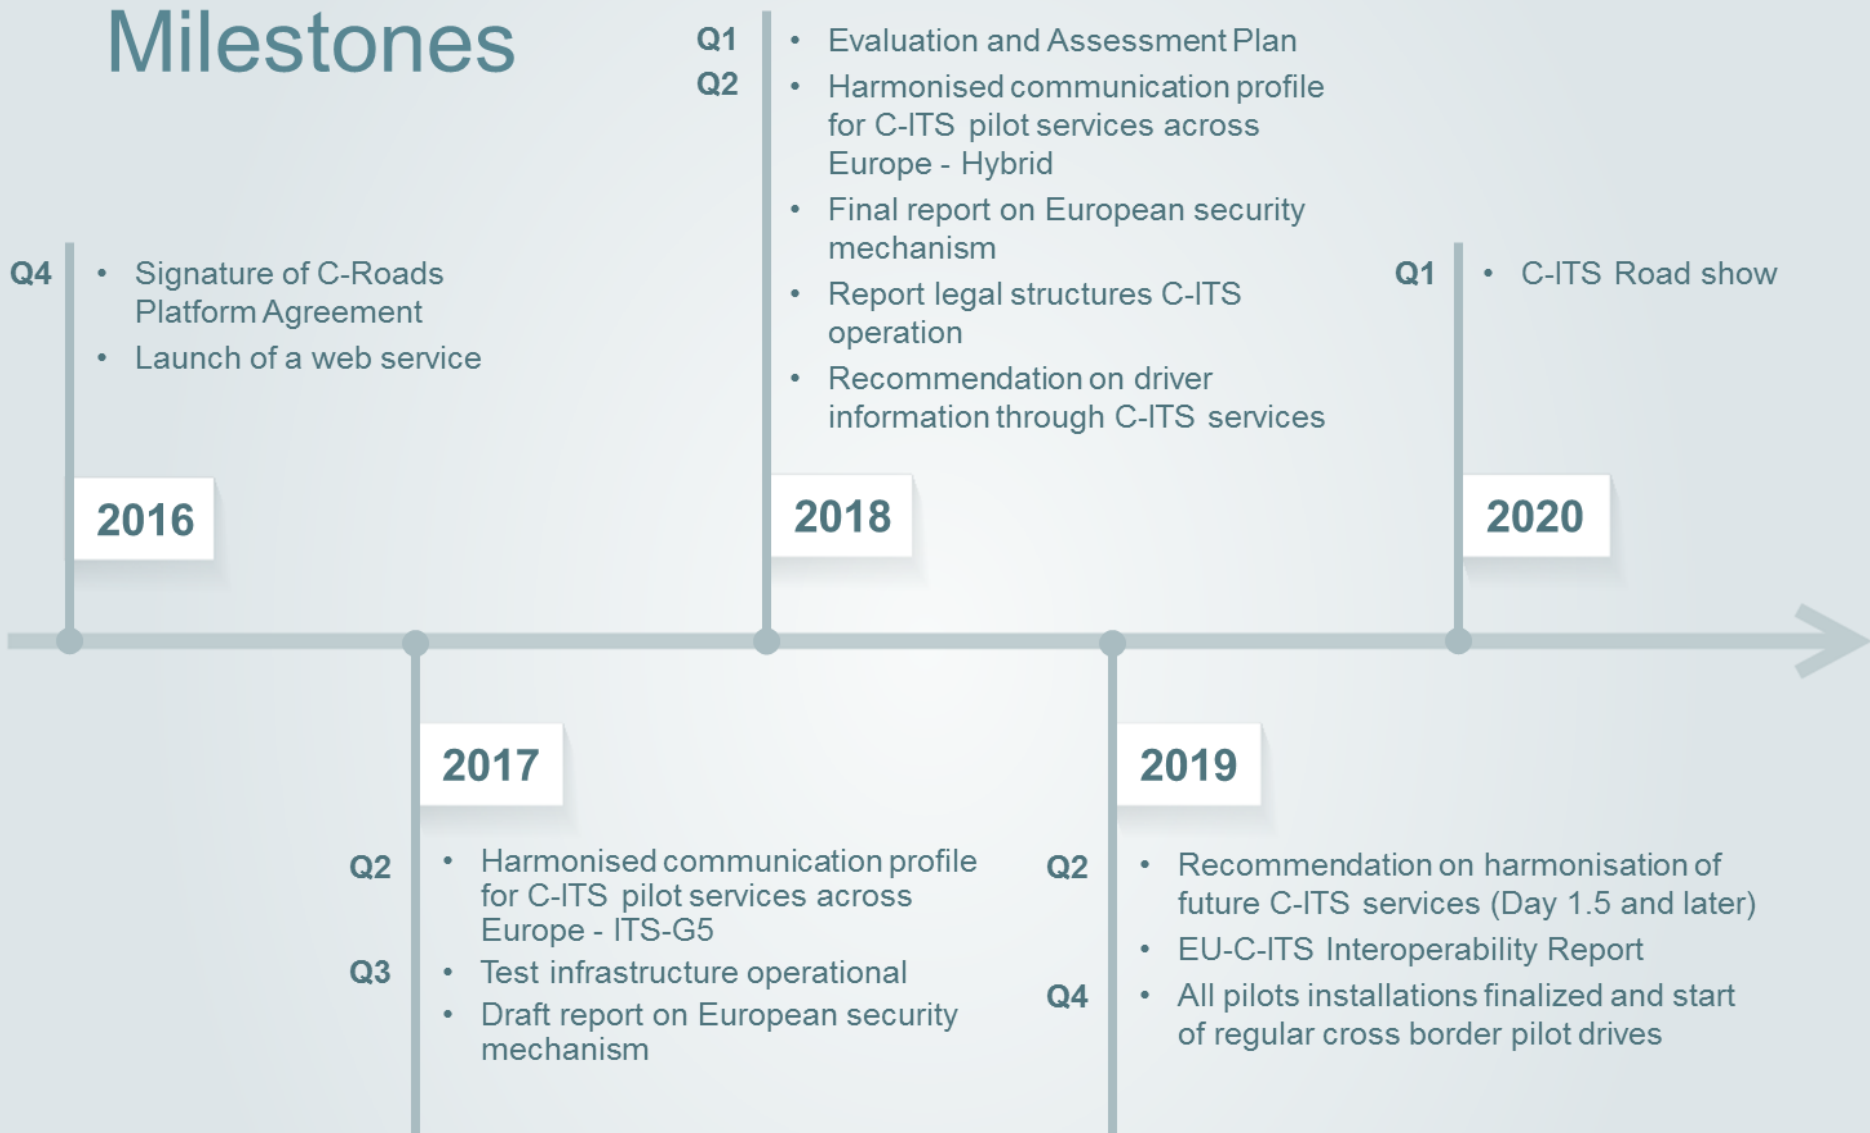 Milestones
Q4
• Signature of C-Roads
Platform Agreement
• Launch of a web service
2016
Q1
• Evaluation and Assessment Plan
Q2
• Harmonised communication profile
for C-ITS pilot services across
Europe - Hybrid
• Final report on European security
mechanism
• Report legal structures C-ITS
operation
• Recommendation on driver
information through C-ITS services
2018
Q1
• C-ITS Road show
2020
2017
Q2
• Harmonised communication profile
for C-ITS pilot services across
Europe - ITS-G5
Q3
• Test infrastructure operational
• Draft report on European security
mechanism
2019
Q2
• Recommendation on harmonisation of
future C-ITS services (Day 1.5 and later)
• EU-C-ITS Interoperability Report
Q4
• All pilots installations finalized and start
of regular cross border pilot drives